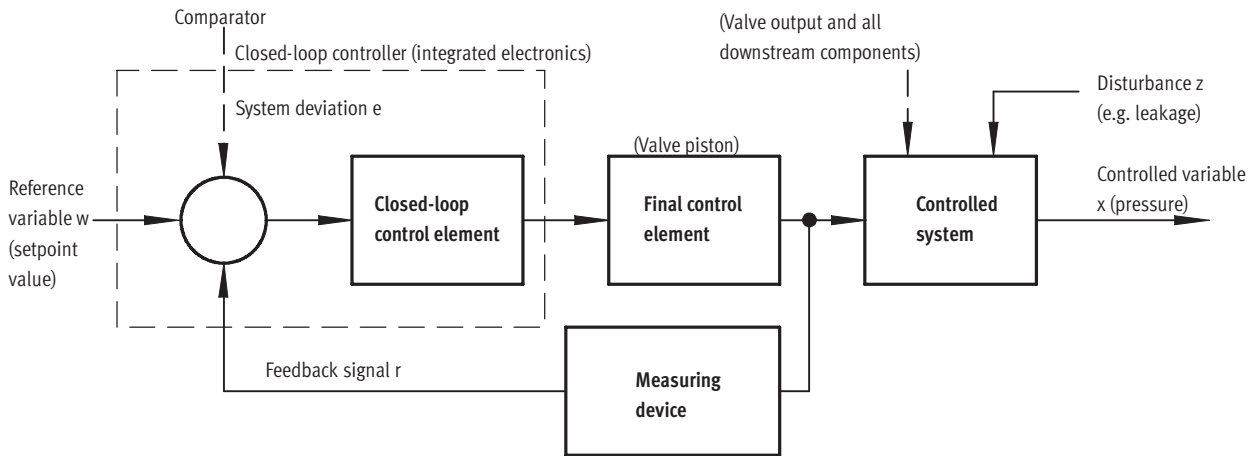 Comparator
Closed-loop controller (integrated electronics)
System deviation e
(Valve output and all
downstream components)
Disturbance z
(e.g. leakage)
Reference
variable w
(setpoint
value)
Closed-loop
control element
(Valve piston)
Final control
element
Controlled
system
Controlled variable
x (pressure)
Feedback signal r
Measuring
device